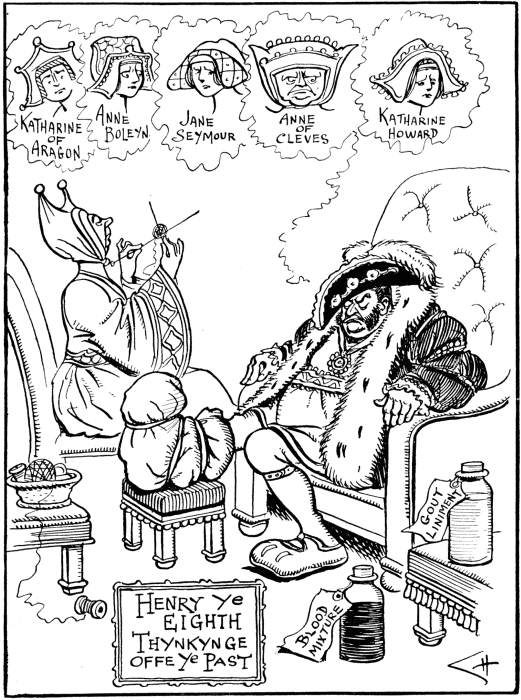 KATHARINE
OF
ARAGON
ANNE
BOLEYN
JANE
SEYMOUR
ANNE
OF
CLEVES
KATHARINE
HOWARD
GOUT
LINIMENT
BLOOD
MIXTURE
HENRY Ye
EIGHTH
THYNKYNGE
OFFE Ye PAST